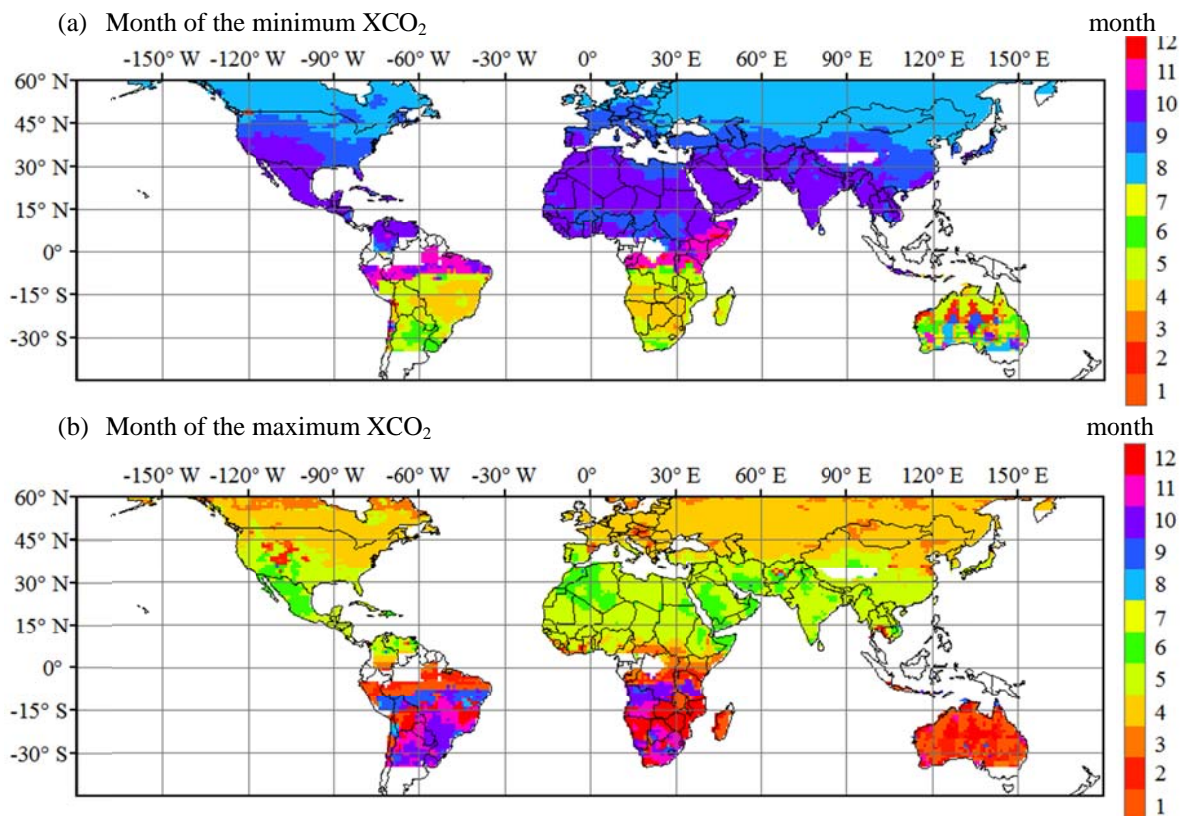 (a) Month of the minimum XCO₂ month
-150° W -120° W -90° W -60° W -30° W 0° 30° E 60° E 90° E 120° E 150° E
60° N
45° N
30° N
15° N
0°
-15° S
-30° S
12
11
10
9
8
7
6
5
4
3
2
1
(b) Month of the maximum XCO₂ month
-150° W -120° W -90° W -60° W -30° W 0° 30° E 60° E 90° E 120° E 150° E
60° N
45° N
30° N
15° N
0°
-15° S
-30° S
12
11
10
9
8
7
6
5
4
3
2
1